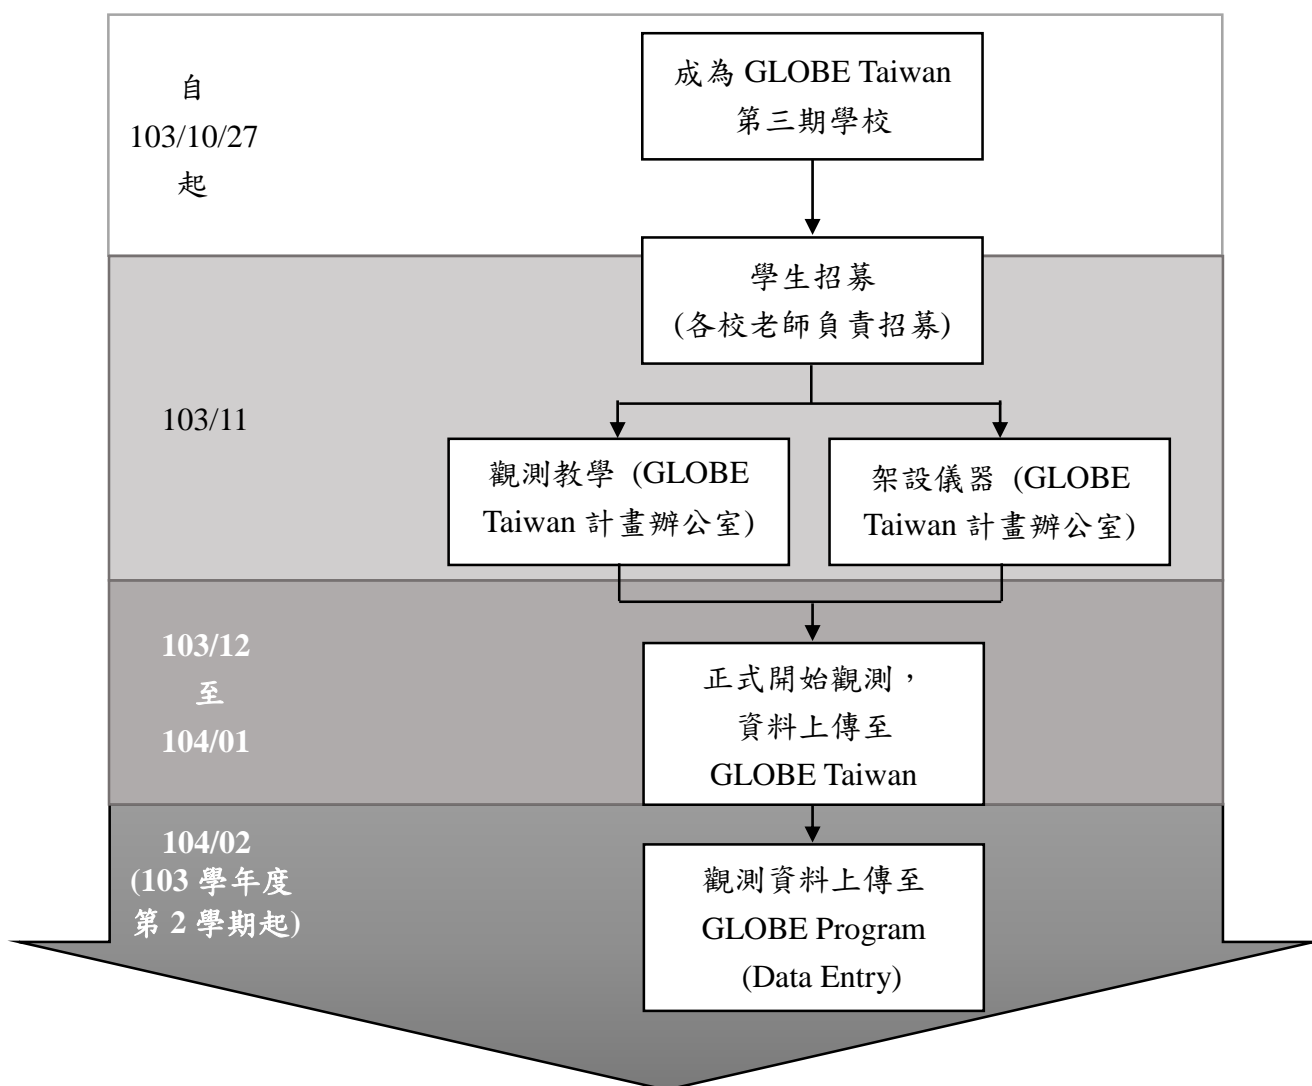 自
103/10/27
起
成為 GLOBE Taiwan
第三期學校
學生招募
(各校老師負責招募)
103/11
觀測教學 (GLOBE
Taiwan 計畫辦公室)
架設儀器 (GLOBE
Taiwan 計畫辦公室)
103/12
至
104/01
正式開始觀測，
資料上傳至
GLOBE Taiwan
104/02
(103 學年度
第 2 學期起)
觀測資料上傳至
GLOBE Program
(Data Entry)